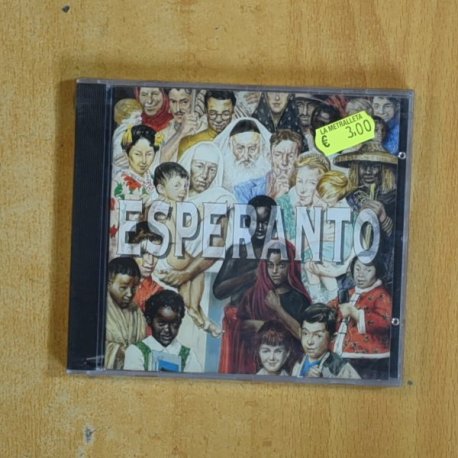 LA METRALLETA
€ 3.00
ESPERANTO